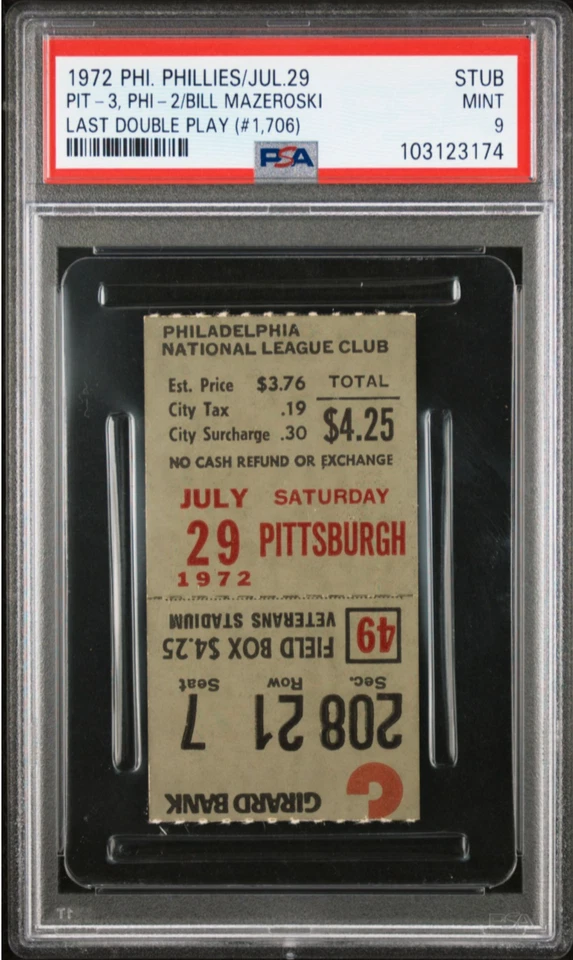 1972 PHI. PHILLIES/JUL.29 STUB
PIT-3, PHI-2/BILL MAZEROSKI MINT
LAST DOUBLE PLAY (#1,706) 9
PSA 103123174
PHILADELPHIA
NATIONAL LEAGUE CLUB
Est. Price $3.76 TOTAL
City Tax .19
City Surcharge .30 $4.25
NO CASH REFUND OR EXCHANGE
JULY SATURDAY
29 PITTSBURGH
1972
GIRARD BANK
208 21 7
Sec. Row Seat
49 FIELD BOX $4.25
VETERANS STADIUM
PSA